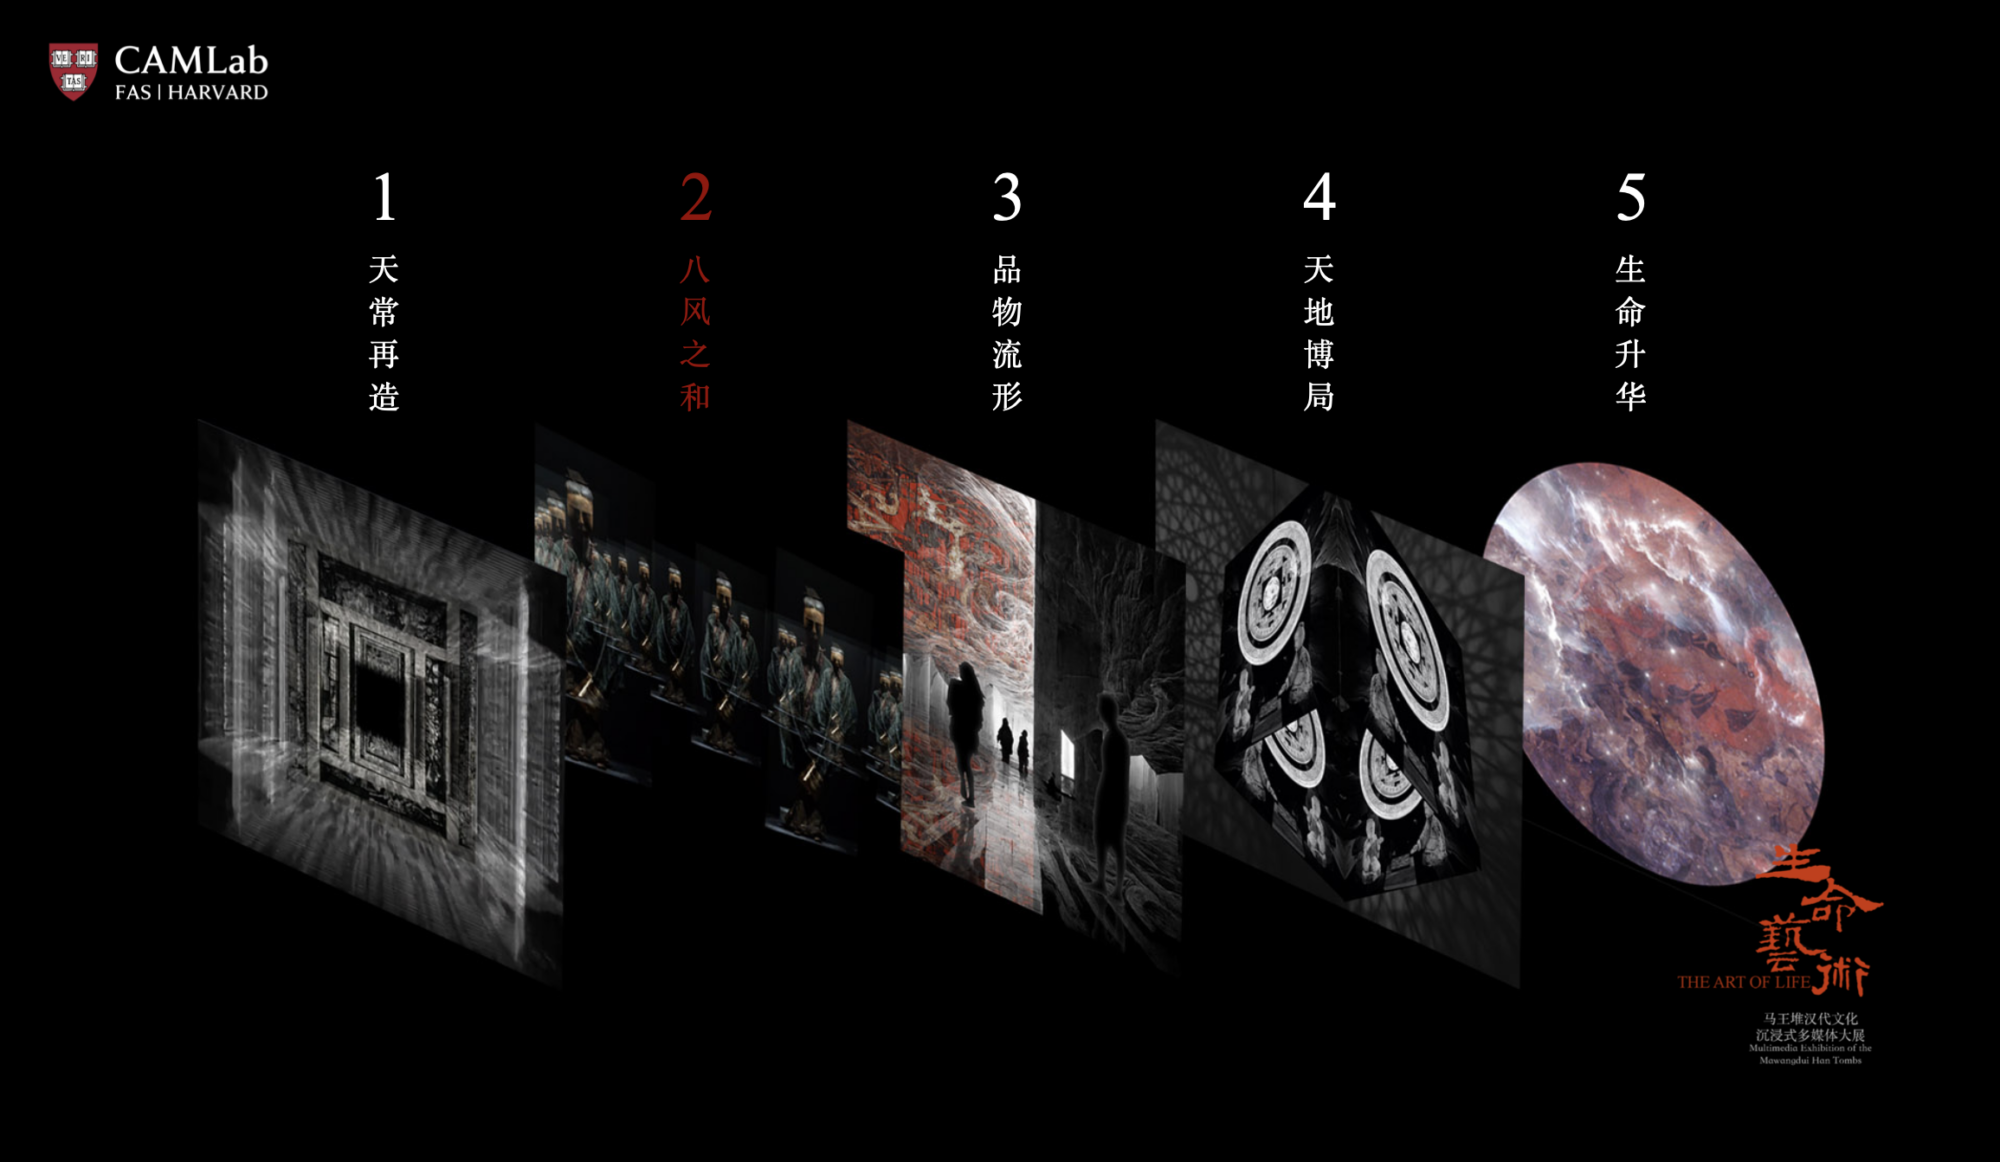 VE RI
TAS
CAMLab
FAS | HARVARD
1
天常再造
2
八风之和
3
品物流形
4
天地博局
5
生命升华
生命藝術
THE ART OF LIFE
马王堆汉代文化
沉浸式多媒体大展
Multimedia Exhibition of the
Mawangdui Han Tombs